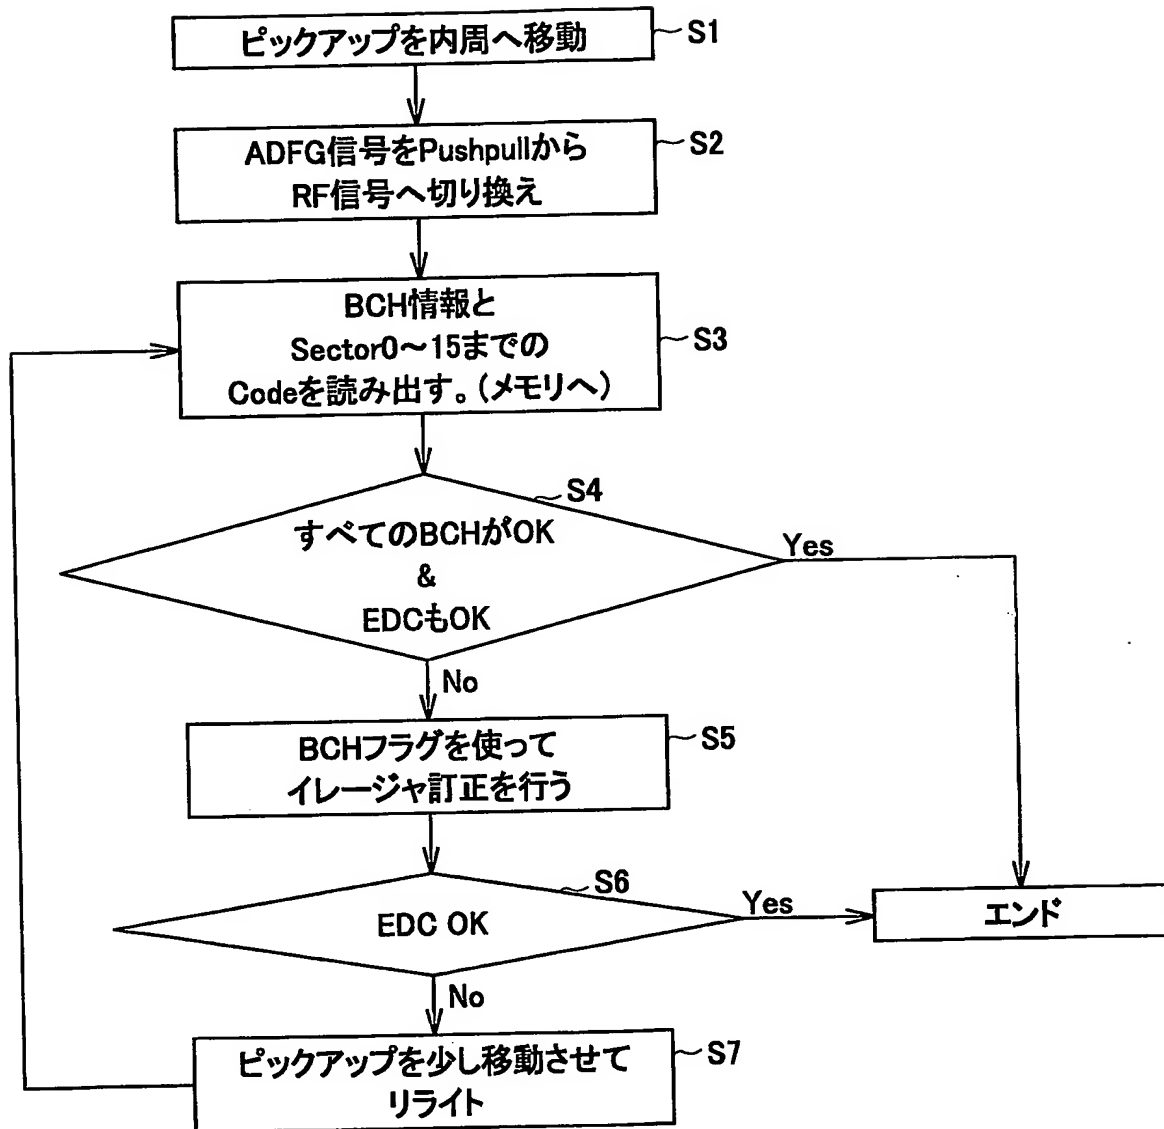 ピックアップを内周へ移動
S1
ADFG信号をPushpullから
RF信号へ切り換え
S2
BCH情報と
Sector0～15までの
Codeを読み出す。(メモリへ)
S3
S4
すべてのBCHがOK
&
EDCもOK
Yes
No
BCHフラグを使って
イレージャ訂正を行う
S5
S6
EDC OK
Yes
エンド
No
ピックアップを少し移動させて
リライト
S7